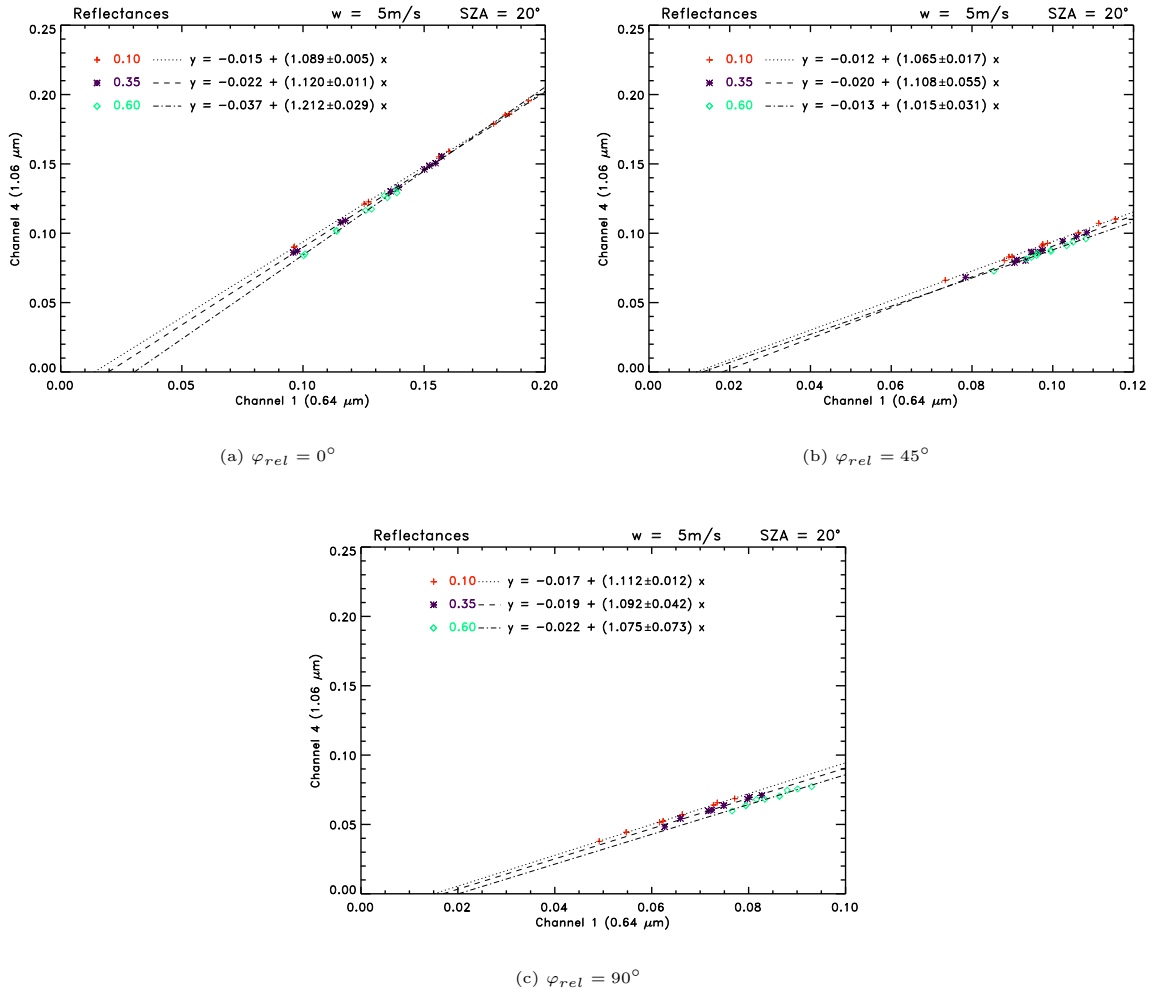 Reflectances w = 5m/s SZA = 20°
0.25
0.20
0.15
0.10
0.05
0.00
Channel 4 (1.06 μm)
0.10 y = −0.015 + (1.089±0.005) x
0.35 y = −0.022 + (1.120±0.011) x
0.60 y = −0.037 + (1.212±0.029) x
0.00 0.05 0.10 0.15 0.20
Channel 1 (0.64 μm)
(a) φrel = 0°
Reflectances w = 5m/s SZA = 20°
0.25
0.20
0.15
0.10
0.05
0.00
Channel 4 (1.06 μm)
0.10 y = −0.012 + (1.065±0.017) x
0.35 y = −0.020 + (1.108±0.055) x
0.60 y = −0.013 + (1.015±0.031) x
0.00 0.02 0.04 0.06 0.08 0.10 0.12
Channel 1 (0.64 μm)
(b) φrel = 45°
Reflectances w = 5m/s SZA = 20°
0.25
0.20
0.15
0.10
0.05
0.00
Channel 4 (1.06 μm)
0.10 y = −0.017 + (1.112±0.012) x
0.35 y = −0.019 + (1.092±0.042) x
0.60 y = −0.022 + (1.075±0.073) x
0.00 0.02 0.04 0.06 0.08 0.10
Channel 1 (0.64 μm)
(c) φrel = 90°